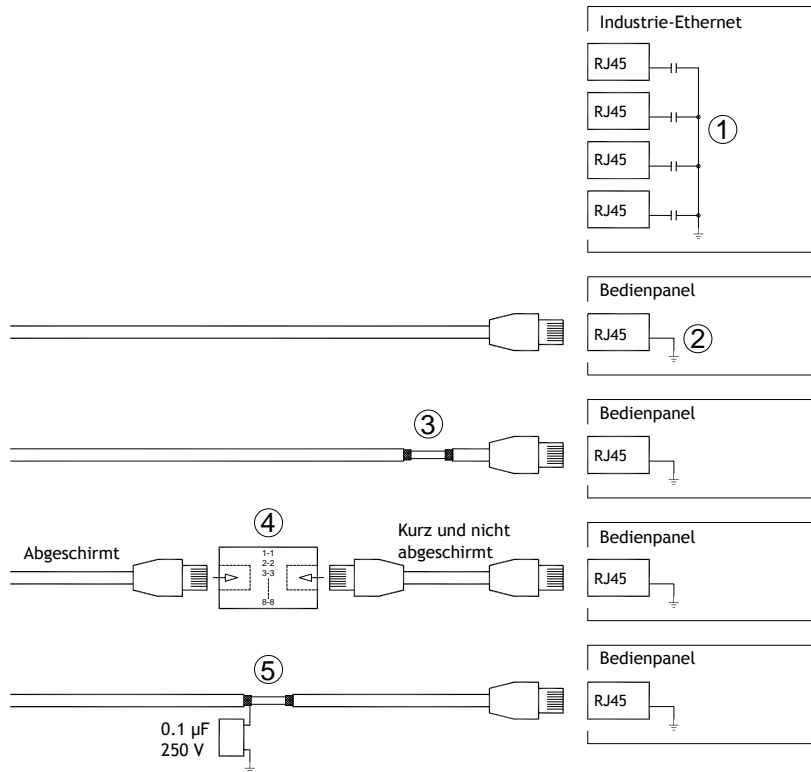 Industrie-Ethernet
RJ45
RJ45
1
RJ45
RJ45
Bedienpanel
RJ45
2
Bedienpanel
3
RJ45
Bedienpanel
4
Abgeschirmt
1-1
2-2
3-3
8-8
Kurz und nicht
abgeschirmt
RJ45
Bedienpanel
5
RJ45
0.1 µF
250 V